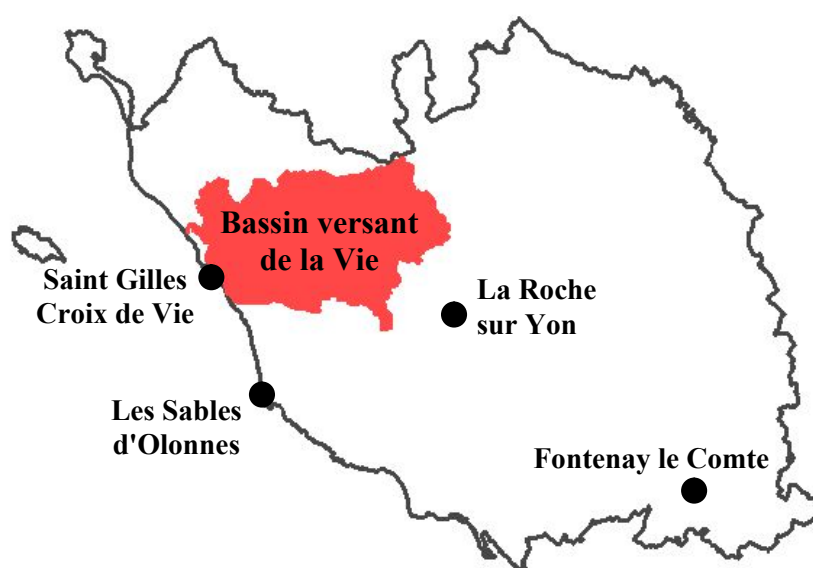 Bassin versant
de la Vie
Saint Gilles
Croix de Vie
La Roche
sur Yon
Les Sables
d'Olonnes
Fontenay le Comte